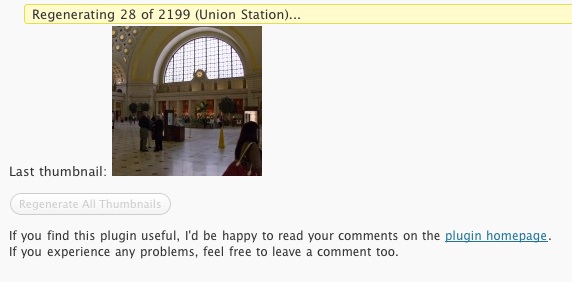 Regenerating 28 of 2199 (Union Station)...
Last thumbnail:
Regenerate All Thumbnails
If you find this plugin useful, I'd be happy to read your comments on the plugin homepage.
If you experience any problems, feel free to leave a comment too.